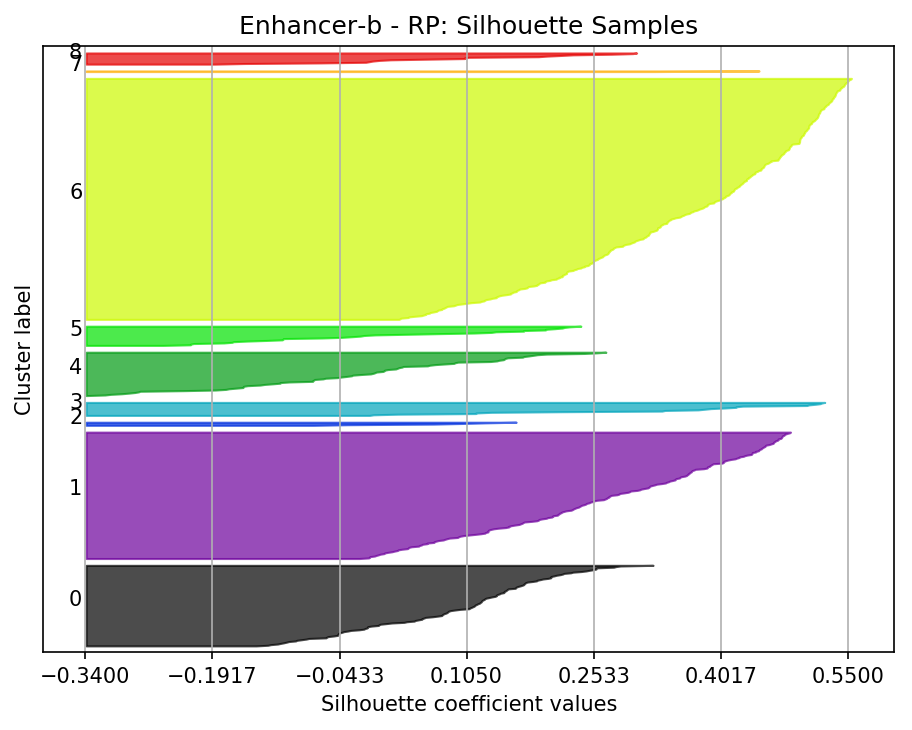 Enhancer-b - RP: Silhouette Samples
8
7
6
5
4
3
2
1
0
Cluster label
−0.3400 −0.1917 −0.0433 0.1050 0.2533 0.4017 0.5500
Silhouette coefficient values